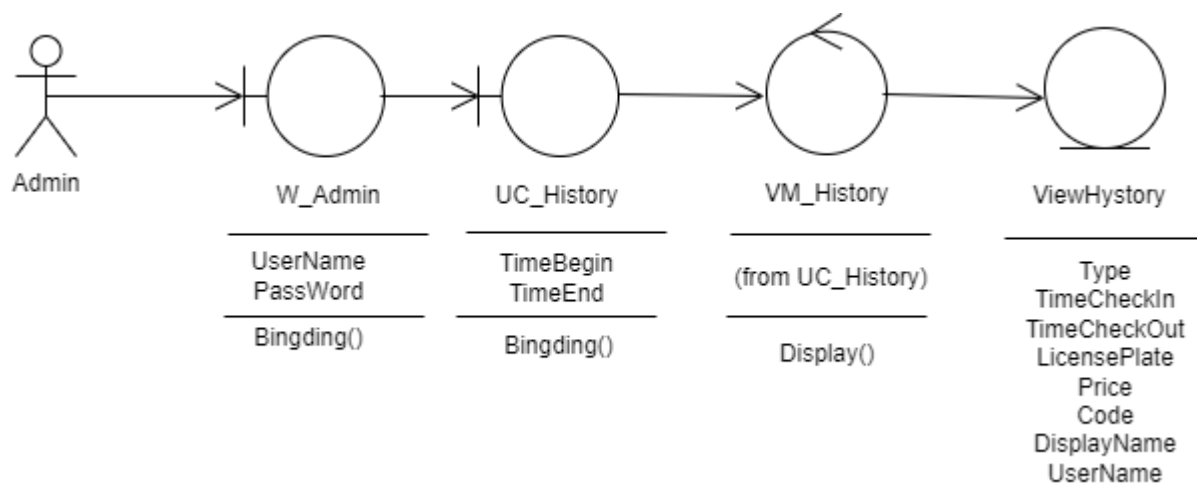 Admin
W_Admin
UserName
PassWord
Bingding()
UC_History
TimeBegin
TimeEnd
Bingding()
VM_History
(from UC_History)
Display()
ViewHystory
Type
TimeCheckIn
TimeCheckOut
LicensePlate
Price
Code
DisplayName
UserName